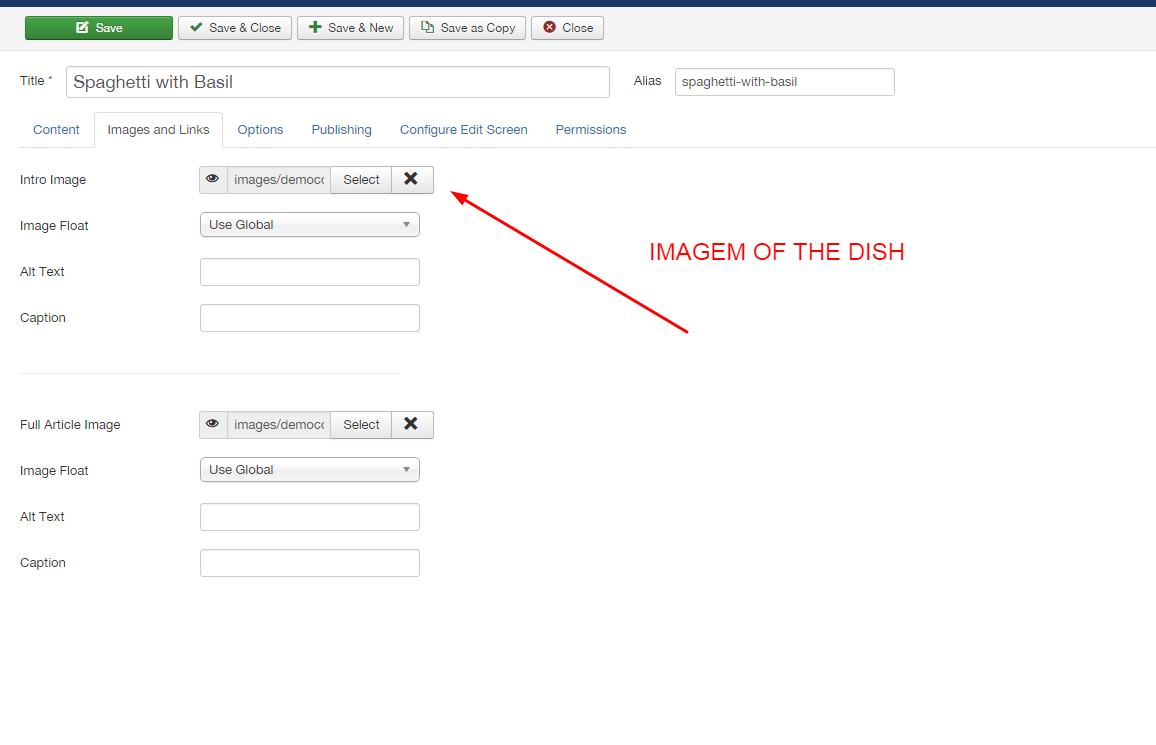 Save Save & Close Save & New Save as Copy Close
Title * Spaghetti with Basil Alias spaghetti-with-basil
Content Images and Links Options Publishing Configure Edit Screen Permissions
Intro Image images/democ Select
Image Float Use Global
IMAGEM OF THE DISH
Alt Text
Caption
Full Article Image images/democ Select
Image Float Use Global
Alt Text
Caption